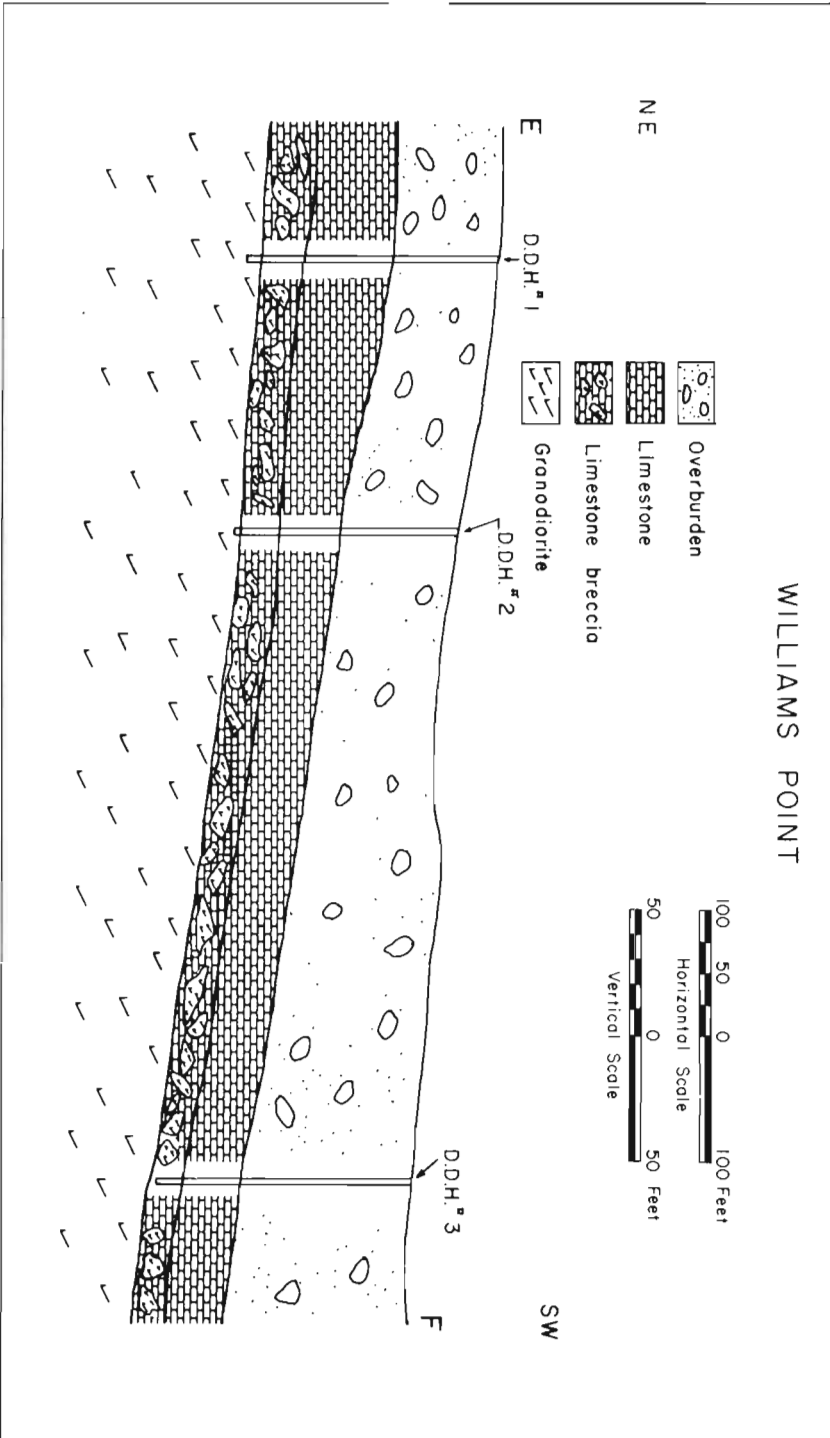 WILLIAMS POINT
NE
SW
E
F
D.D.H. #1
D.D.H. #2
D.D.H. #3
Overburden
Limestone
Limestone breccia
Granodiorite
100 50 0 100 Feet
Horizontal Scale
50 0 50 Feet
Vertical Scale